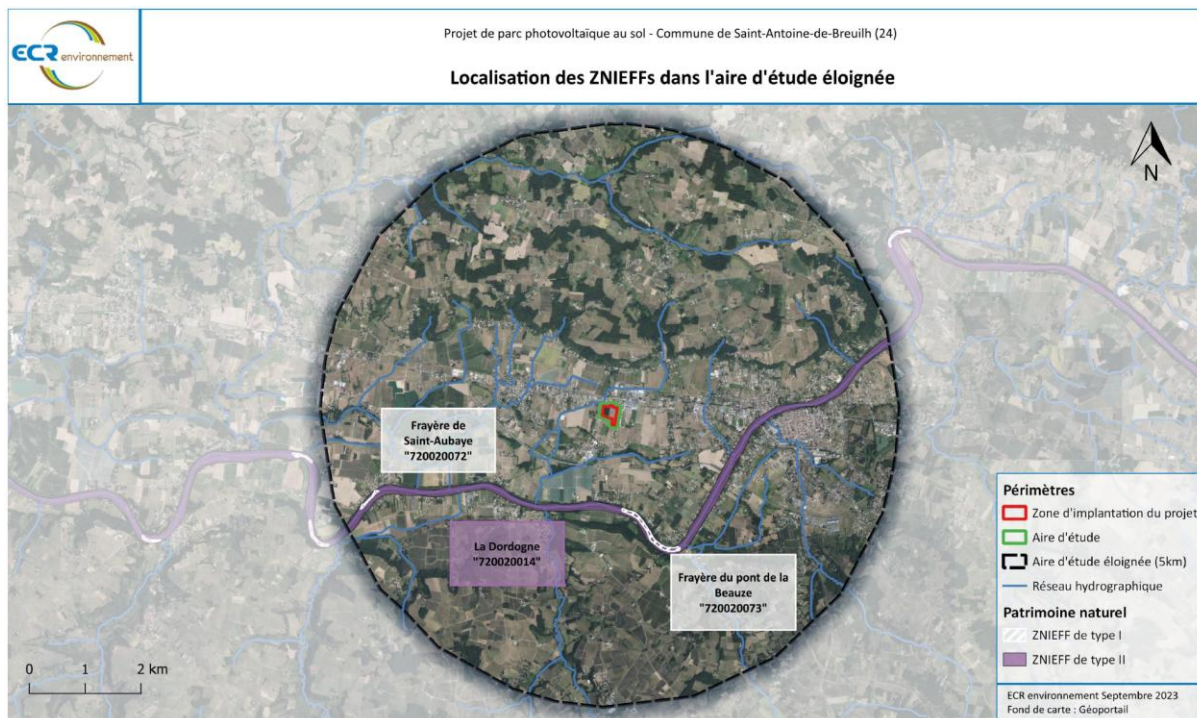 ECR environnement
Projet de parc photovoltaïque au sol - Commune de Saint-Antoine-de-Breuilh (24)
Localisation des ZNIEFFs dans l'aire d'étude éloignée
N
Frayère de
Saint-Aubaye
"720020072"
La Dordogne
"720020014"
Frayère du pont de la
Beauze
"720020073"
Périmètres
Zone d'implantation du projet
Aire d'étude
Aire d'étude éloignée (5km)
Réseau hydrographique
Patrimoine naturel
ZNIEFF de type I
ZNIEFF de type II
0 1 2 km
ECR environnement Septembre 2023
Fond de carte : Géoportail